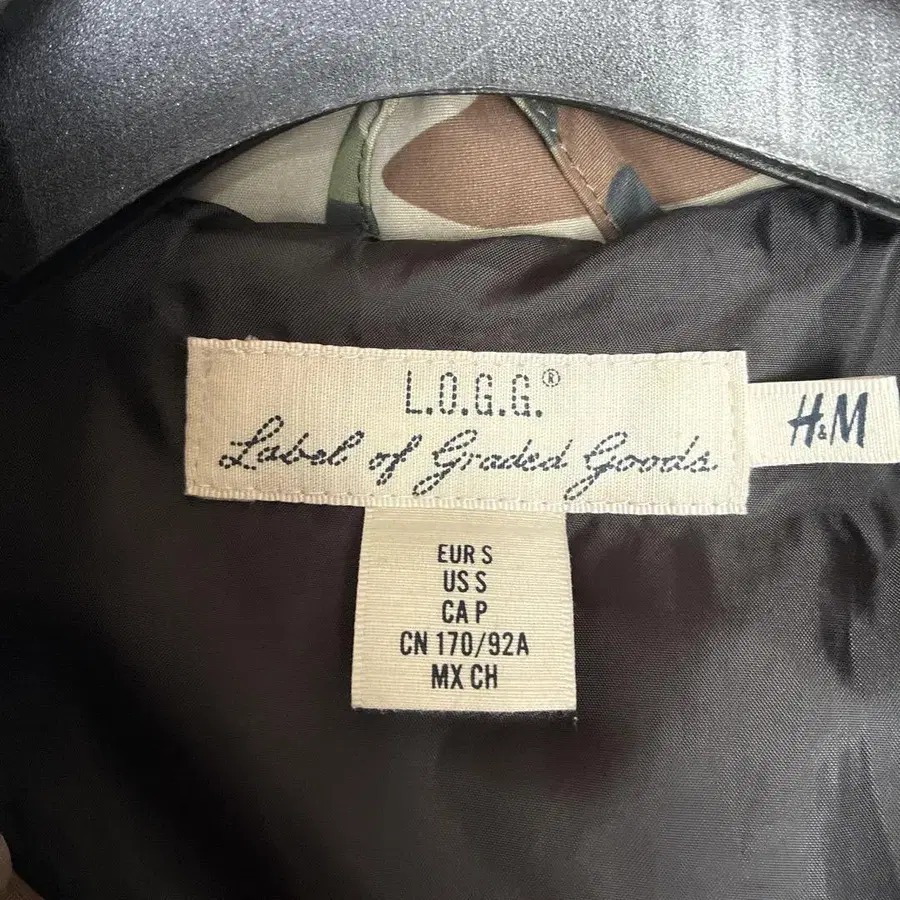 L.O.G.G.®
Label of Graded Goods
H&M
EUR S
US S
CA P
CN 170/92A
MX CH